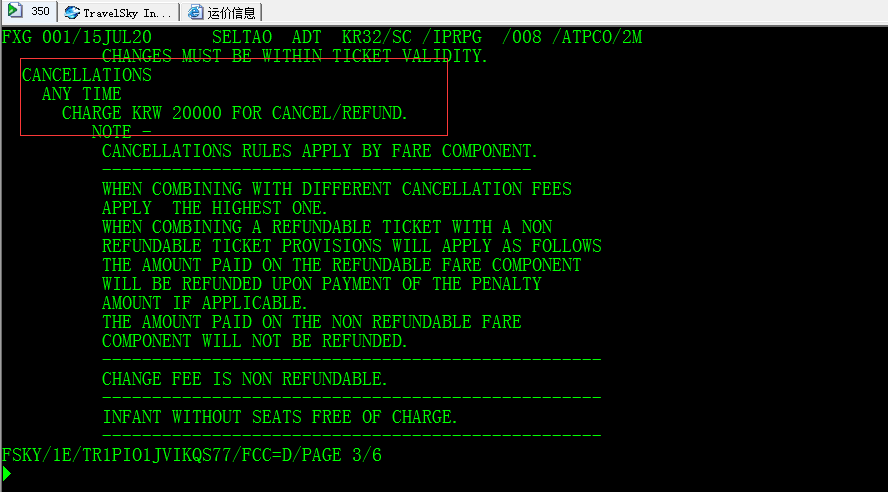 350 TravelSky In... 运价信息
FXG 001/15JUL20 SELTAO ADT KR32/SC /IPRPG /008 /ATPCO/2M
CHANGES MUST BE WITHIN TICKET VALIDITY.
CANCELLATIONS
ANY TIME
CHARGE KRW 20000 FOR CANCEL/REFUND.
NOTE -
CANCELLATIONS RULES APPLY BY FARE COMPONENT.
-------------------------------------------
WHEN COMBINING WITH DIFFERENT CANCELLATION FEES
APPLY THE HIGHEST ONE.
WHEN COMBINING A REFUNDABLE TICKET WITH A NON
REFUNDABLE TICKET PROVISIONS WILL APPLY AS FOLLOWS
THE AMOUNT PAID ON THE REFUNDABLE FARE COMPONENT
WILL BE REFUNDED UPON PAYMENT OF THE PENALTY
AMOUNT IF APPLICABLE.
THE AMOUNT PAID ON THE NON REFUNDABLE FARE
COMPONENT WILL NOT BE REFUNDED.
--------------------------------------------------
CHANGE FEE IS NON REFUNDABLE.
--------------------------------------------------
INFANT WITHOUT SEATS FREE OF CHARGE.
--------------------------------------------------
FSKY/1E/TR1PIO1JVIKQS77/FCC=D/PAGE 3/6